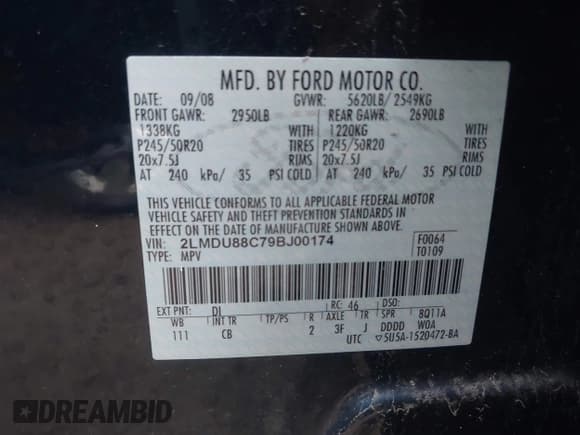 MFD. BY FORD MOTOR CO.
DATE: 09/08 GVWR: 5620LB/ 2549KG
FRONT GAWR: 2950LB REAR GAWR: 2690LB
1338KG WITH 1220KG WITH
P245/50R20 TIRES P245/50R20 TIRES
20x7.5J RIMS 20x7.5J RIMS
AT 240 kPa/ 35 PSI COLD AT 240 kPa/ 35 PSI COLD
THIS VEHICLE CONFORMS TO ALL APPLICABLE FEDERAL MOTOR
VEHICLE SAFETY AND THEFT PREVENTION STANDARDS IN
EFFECT ON THE DATE OF MANUFACTURE SHOWN ABOVE.
VIN: 2LMDU88C79BJ00174 F0064
TYPE: MPV T0109
EXT PNT: DI RC: 46 DSO:
WB INT TR TP/PS R AXLE TR SPR 8Q11A
111 CB 2 3F J DDDD W0A
UTC ▽5U5A-1520472-BA
DREAMBID